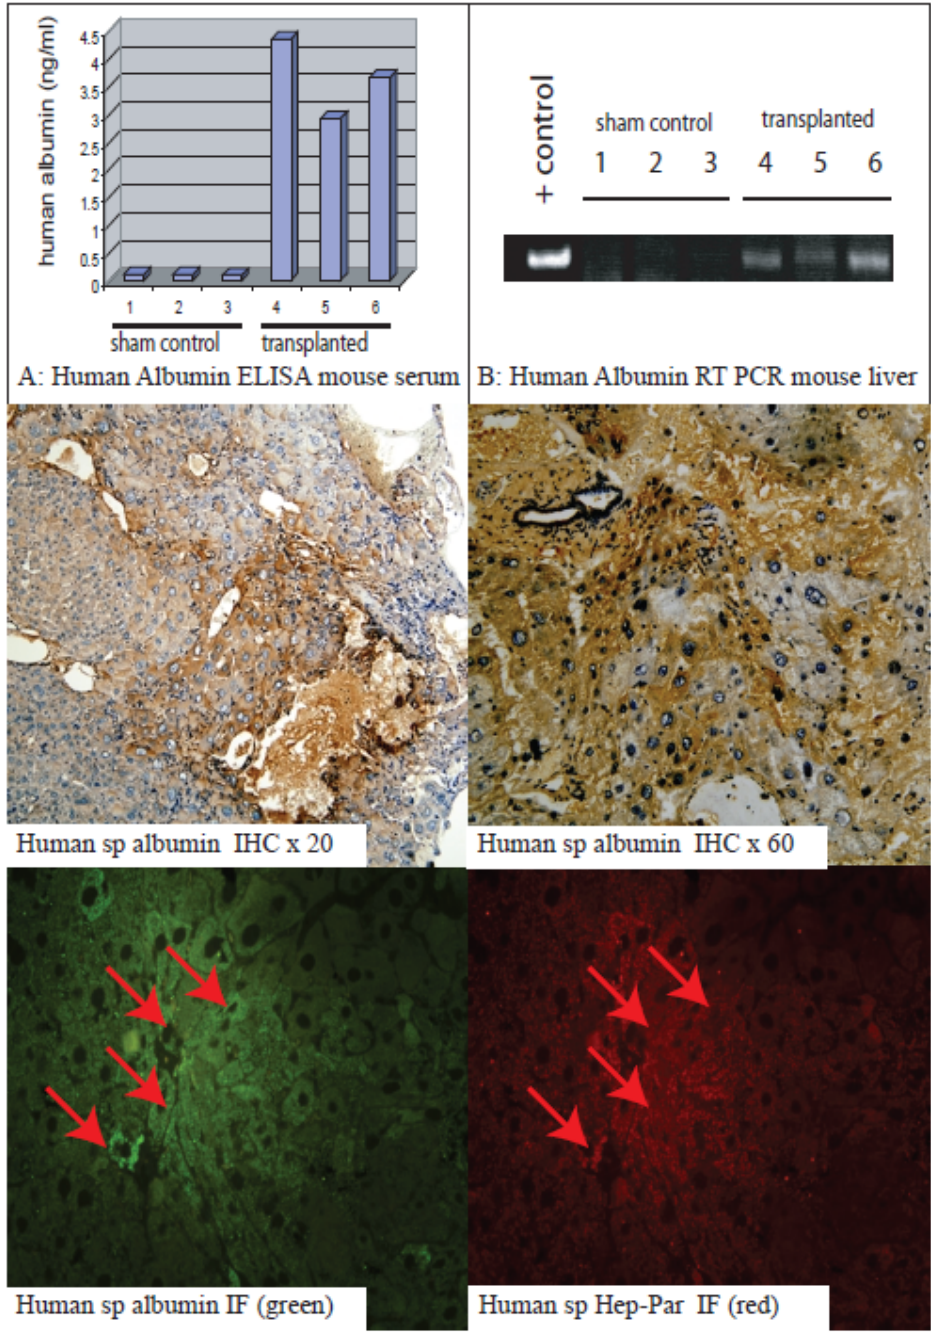 human albumin (ng/ml)
4.5
4
3.5
3
2.5
2
1.5
1
0.5
0
1 2 3 4 5 6
sham control transplanted
A: Human Albumin ELISA mouse serum
+ control
sham control transplanted
1 2 3 4 5 6
B: Human Albumin RT PCR mouse liver
Human sp albumin IHC x 20
Human sp albumin IHC x 60
Human sp albumin IF (green)
Human sp Hep-Par IF (red)